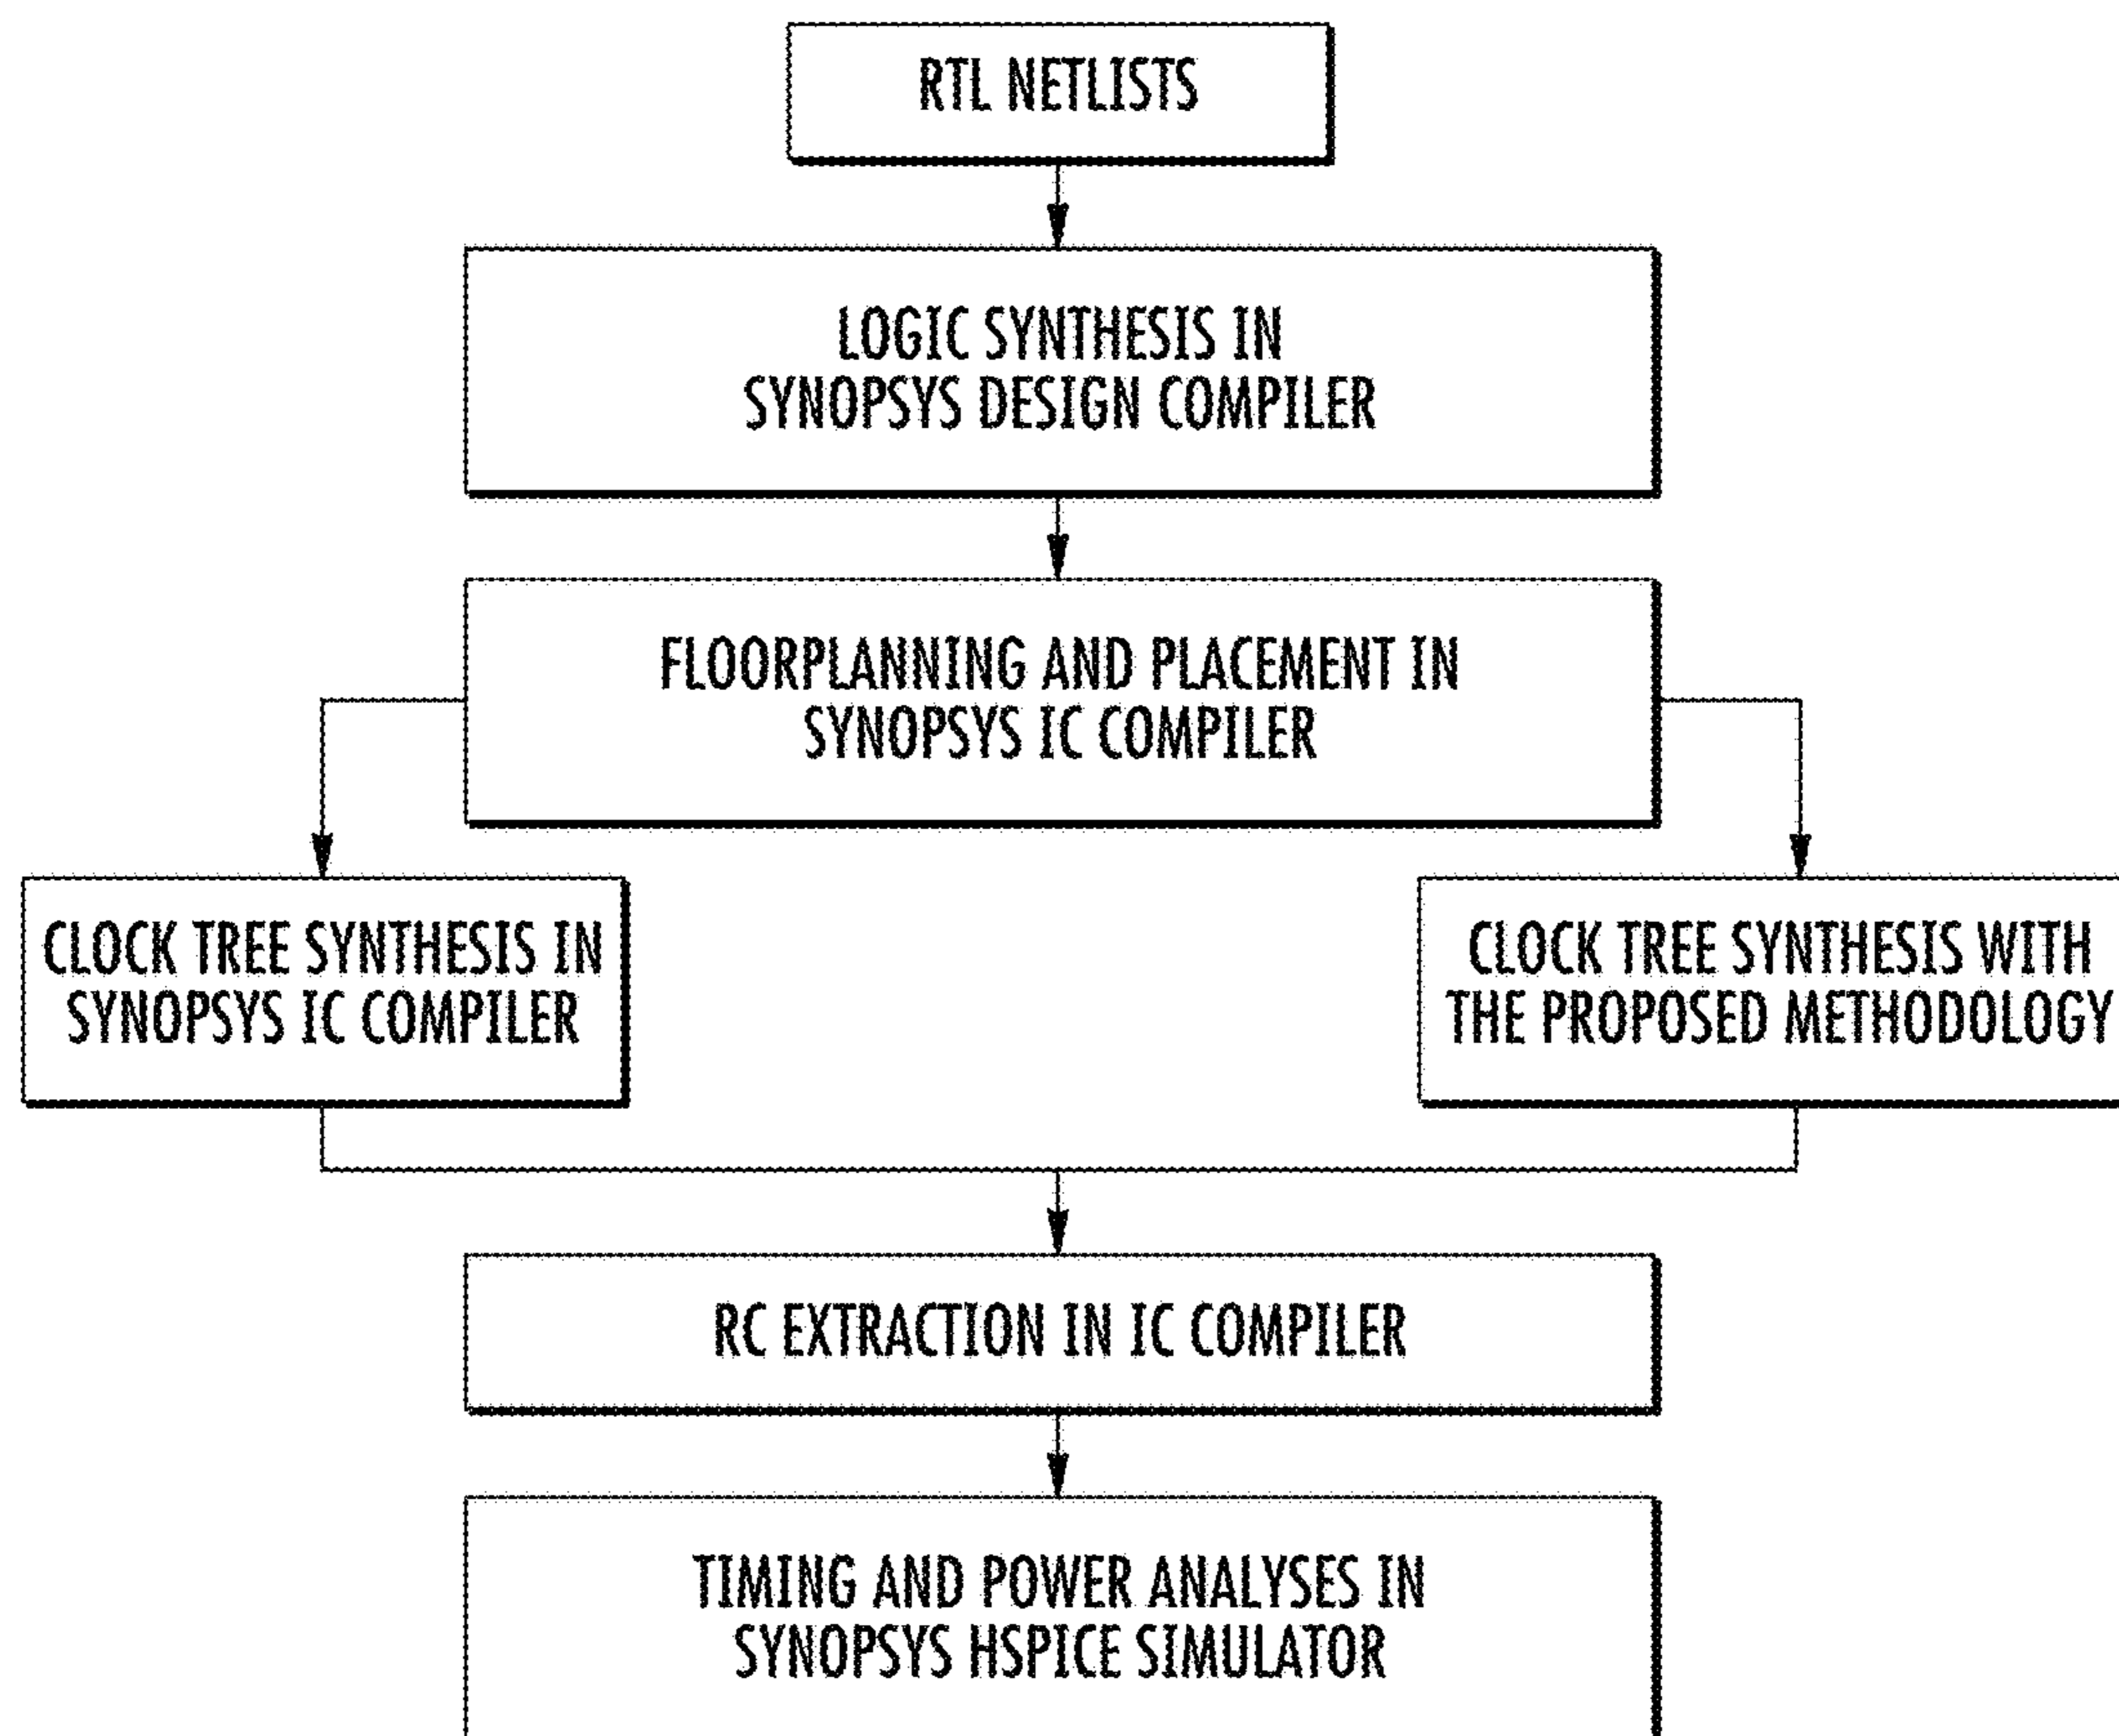 RTL NETLISTS
LOGIC SYNTHESIS IN
SYNOPSYS DESIGN COMPILER
FLOORPLANNING AND PLACEMENT IN
SYNOPSYS IC COMPILER
CLOCK TREE SYNTHESIS IN
SYNOPSYS IC COMPILER
CLOCK TREE SYNTHESIS WITH
THE PROPOSED METHODOLOGY
RC EXTRACTION IN IC COMPILER
TIMING AND POWER ANALYSES IN
SYNOPSYS HSPICE SIMULATOR